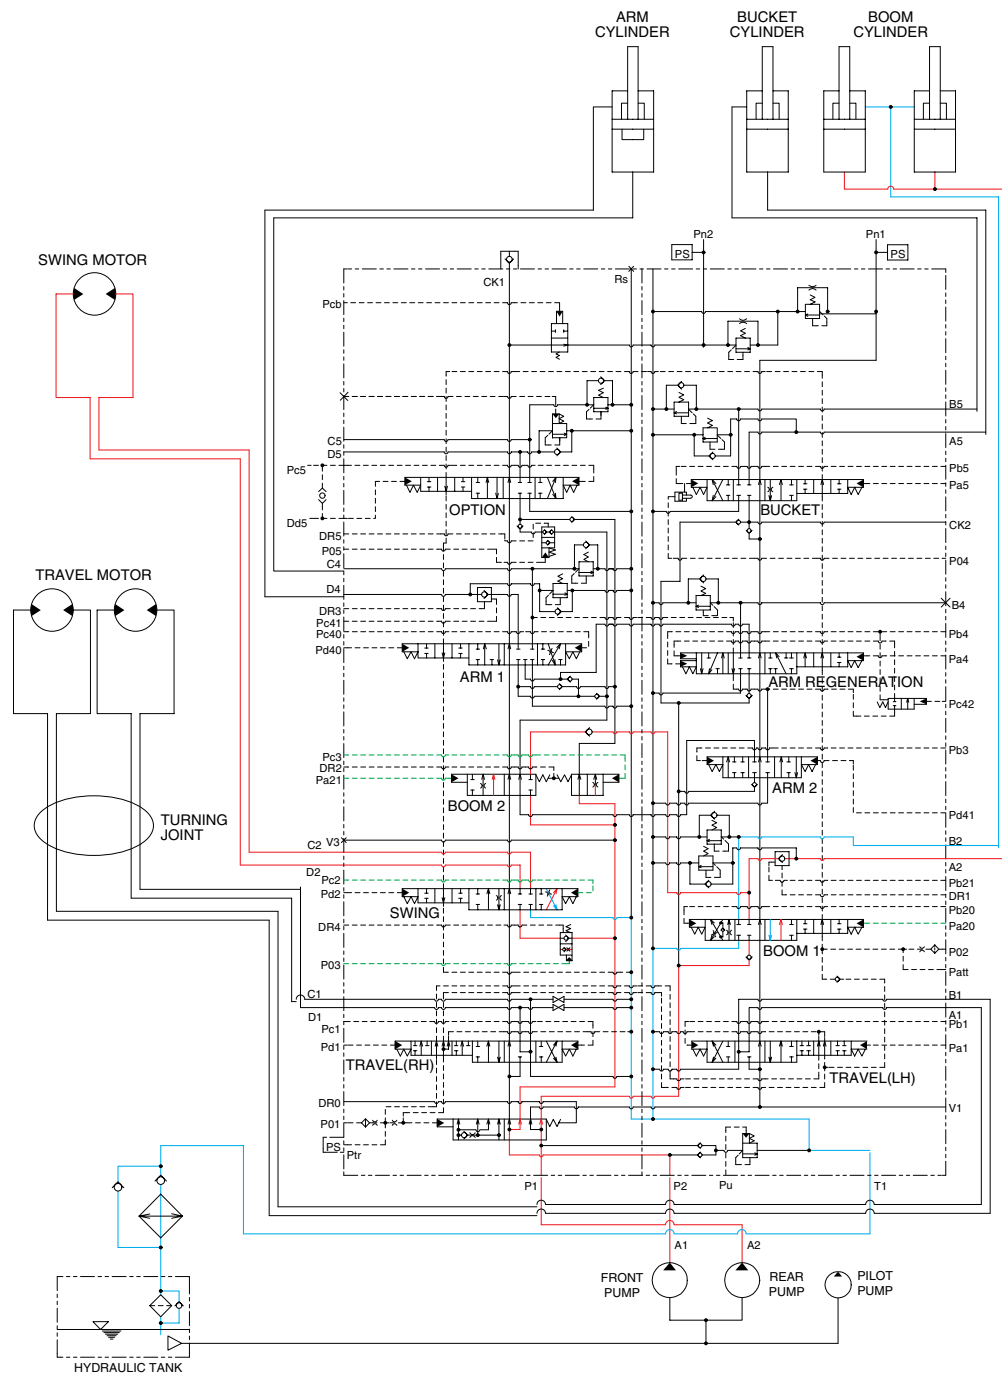 ARM
CYLINDER
BUCKET
CYLINDER
BOOM
CYLINDER
SWING MOTOR
TRAVEL MOTOR
TURNING
JOINT
Pn2
Pn1
PS
PS
CK1
Rs
Pcb
C5
D5
Pc5
Dd5
OPTION
DR5
P05
C4
D4
DR3
Pc41
Pc40
Pd40
ARM 1
Pc3
DR2
Pa21
BOOM 2
V3
C2
D2
Pc2
Pd2
SWING
DR4
P03
C1
D1
Pc1
Pd1
TRAVEL(RH)
DR0
P01
PS
Ptr
B5
A5
Pb5
Pa5
BUCKET
CK2
P04
B4
Pb4
Pa4
ARM REGENERATION
Pc42
Pb3
ARM 2
Pd41
B2
A2
Pb21
DR1
Pb20
Pa20
BOOM 1
P02
Patt
B1
A1
Pb1
Pa1
TRAVEL(LH)
V1
P1
P2
Pu
T1
A1
A2
FRONT
PUMP
REAR
PUMP
PILOT
PUMP
HYDRAULIC TANK